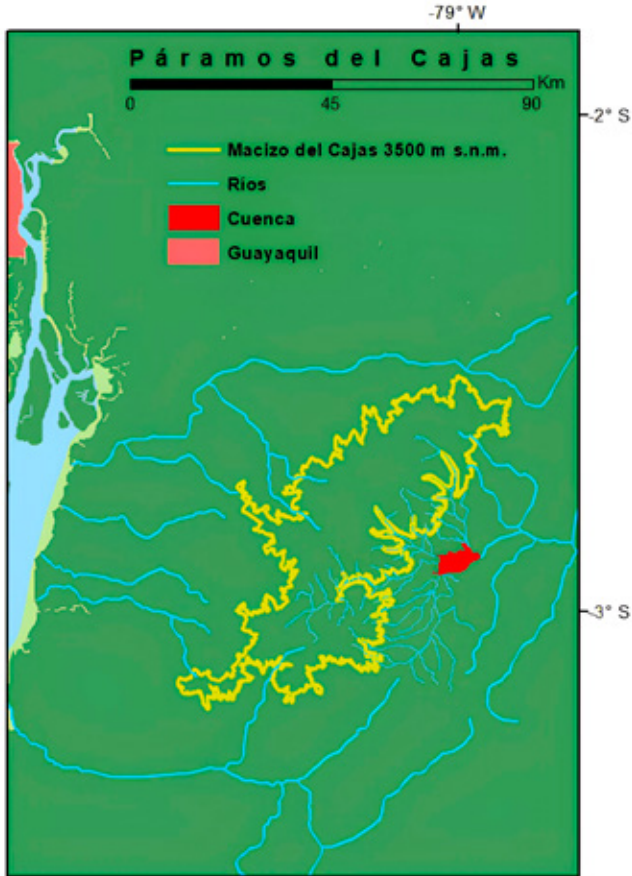 -79° W
Páramos del Cajas
Km
0 45 90
-2° S
Macizo del Cajas 3500 m s.n.m.
Ríos
Cuenca
Guayaquil
-3° S